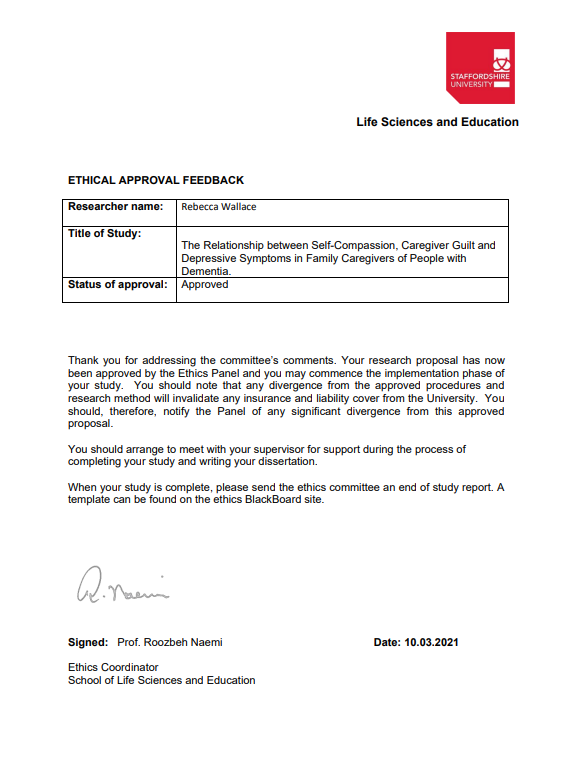 STAFFORDSHIRE
UNIVERSITY
Life Sciences and Education
ETHICAL APPROVAL FEEDBACK
Researcher name: Rebecca Wallace
Title of Study:
The Relationship between Self-Compassion, Caregiver Guilt and
Depressive Symptoms in Family Caregivers of People with
Dementia.
Status of approval: Approved
Thank you for addressing the committee’s comments. Your research proposal has now
been approved by the Ethics Panel and you may commence the implementation phase of
your study. You should note that any divergence from the approved procedures and
research method will invalidate any insurance and liability cover from the University. You
should, therefore, notify the Panel of any significant divergence from this approved
proposal.
You should arrange to meet with your supervisor for support during the process of
completing your study and writing your dissertation.
When your study is complete, please send the ethics committee an end of study report. A
template can be found on the ethics BlackBoard site.
R. Naemi
Signed: Prof. Roozbeh Naemi Date: 10.03.2021
Ethics Coordinator
School of Life Sciences and Education